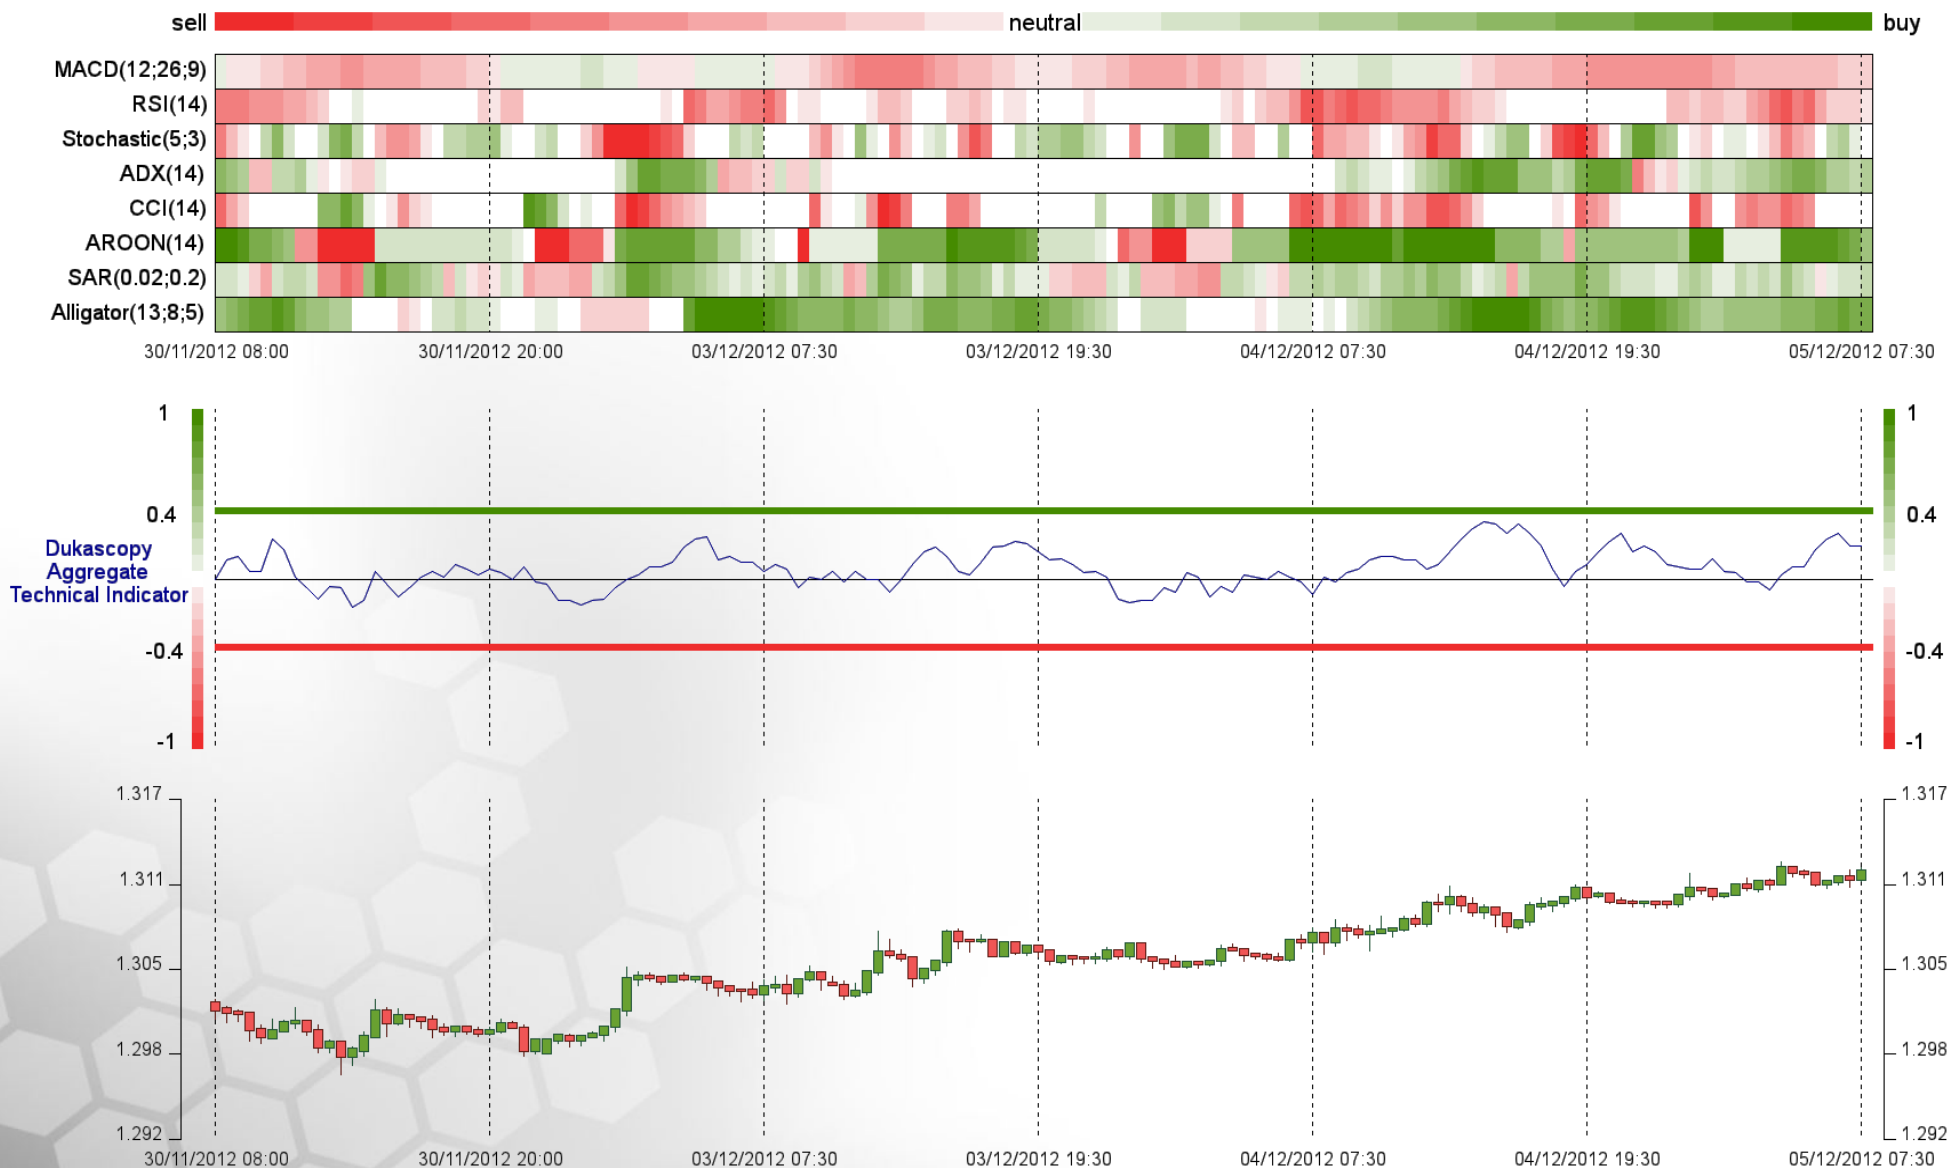 sell neutral buy
MACD(12;26;9)
RSI(14)
Stochastic(5;3)
ADX(14)
CCI(14)
AROON(14)
SAR(0.02;0.2)
Alligator(13;8;5)
30/11/2012 08:00 30/11/2012 20:00 03/12/2012 07:30 03/12/2012 19:30 04/12/2012 07:30 04/12/2012 19:30 05/12/2012 07:30
1 1
0.4 0.4
Dukascopy
Aggregate
Technical Indicator
-0.4 -0.4
-1 -1
1.317 1.317
1.311 1.311
1.305 1.305
1.298 1.298
1.292 1.292
30/11/2012 08:00 30/11/2012 20:00 03/12/2012 07:30 03/12/2012 19:30 04/12/2012 07:30 04/12/2012 19:30 05/12/2012 07:30